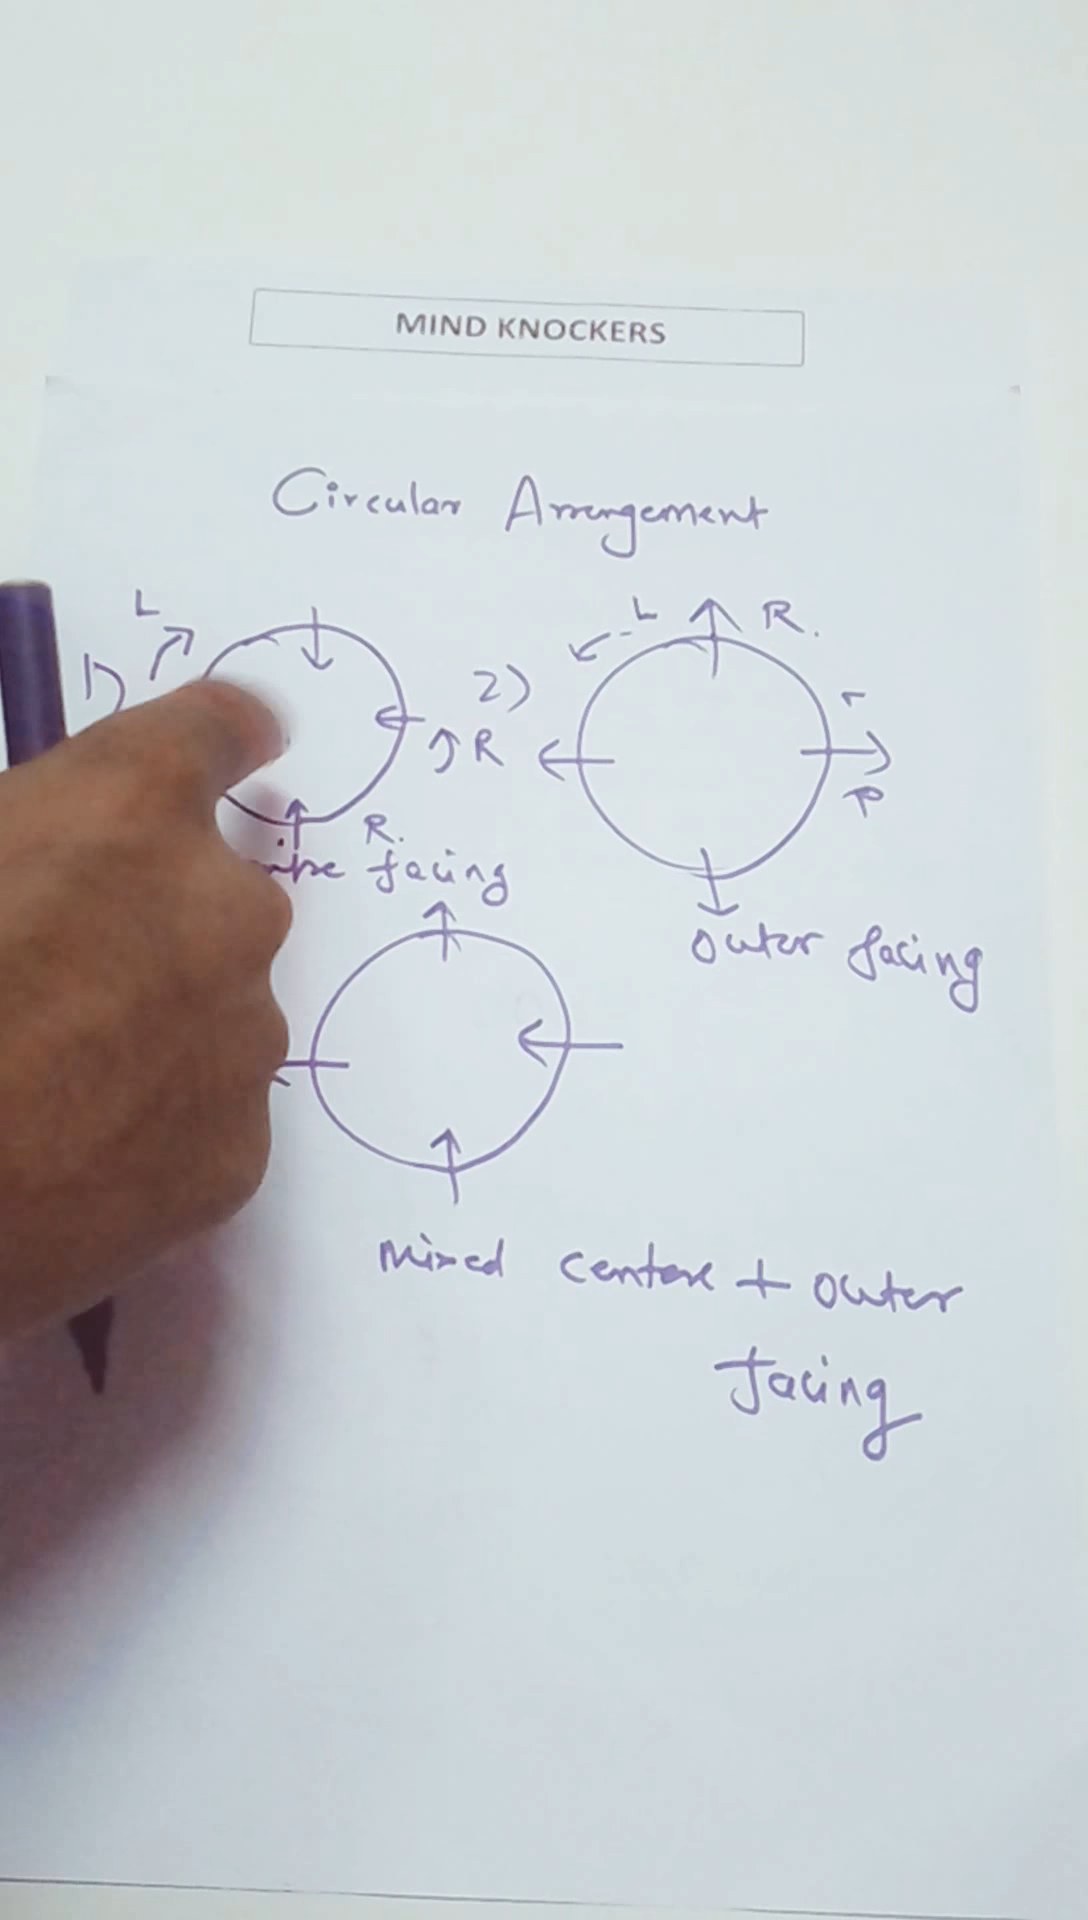 MIND KNOCKERS
Circular Arrangement
L
1)
R
R.
facing
2)
L
R.
outer facing
mixed centre + outer
facing